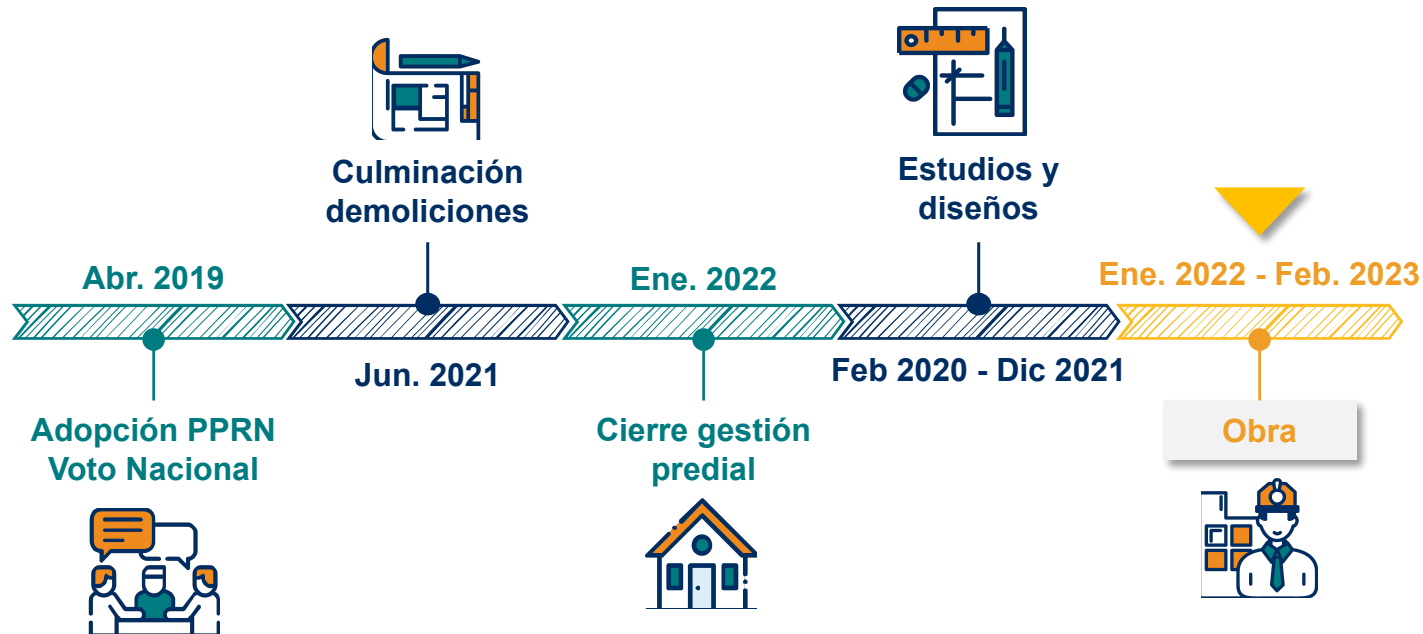 Culminación
demoliciones
Estudios y
diseños
Abr. 2019
Ene. 2022
Ene. 2022 - Feb. 2023
Jun. 2021
Feb 2020 - Dic 2021
Adopción PPRN
Voto Nacional
Cierre gestión
predial
Obra